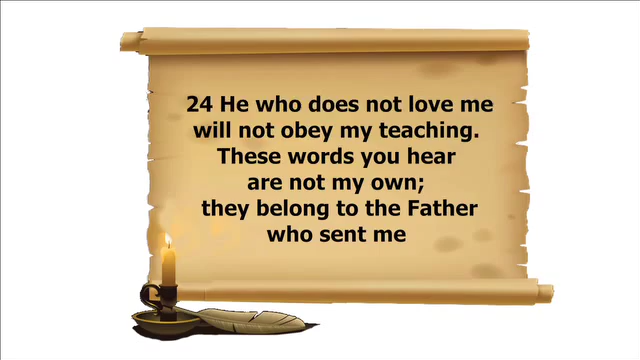 24 He who does not love me
will not obey my teaching.
These words you hear
are not my own;
they belong to the Father
who sent me